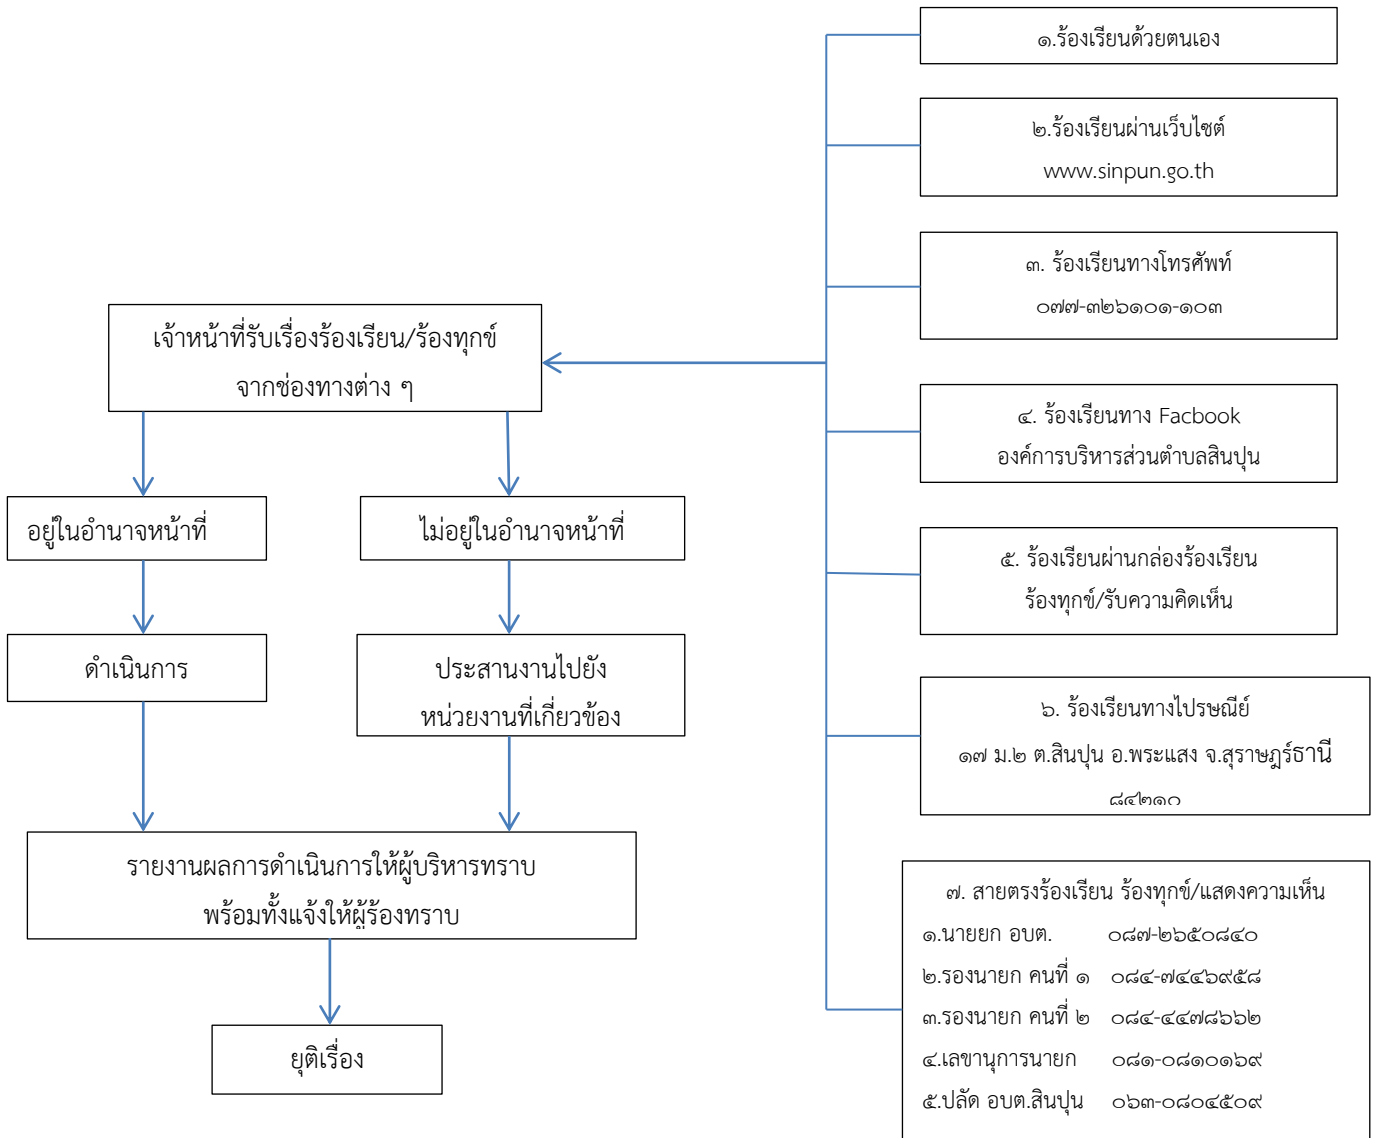 ๑.ร้องเรียนด้วยตนเอง
๒.ร้องเรียนผ่านเว็บไซต์
www.sinpun.go.th
๓. ร้องเรียนทางโทรศัพท์
๐๗๗-๓๒๖๑๐๑-๑๐๓
เจ้าหน้าที่รับเรื่องร้องเรียน/ร้องทุกข์
จากช่องทางต่าง ๆ
๔. ร้องเรียนทาง Facbook
องค์การบริหารส่วนตำบลสินปุน
อยู่ในอำนาจหน้าที่
ไม่อยู่ในอำนาจหน้าที่
๕. ร้องเรียนผ่านกล่องร้องเรียน
ร้องทุกข์/รับความคิดเห็น
ดำเนินการ
ประสานงานไปยัง
หน่วยงานที่เกี่ยวข้อง
๖. ร้องเรียนทางไปรษณีย์
๑๗ ม.๒ ต.สินปุน อ.พระแสง จ.สุราษฎร์ธานี
๘๔๒๑๐
รายงานผลการดำเนินการให้ผู้บริหารทราบ
พร้อมทั้งแจ้งให้ผู้ร้องทราบ
๗. สายตรงร้องเรียน ร้องทุกข์/แสดงความเห็น
๑.นายยก อบต. ๐๘๗-๒๖๕๐๘๔๐
๒.รองนายก คนที่ ๑ ๐๘๔-๗๔๔๖๙๕๘
๓.รองนายก คนที่ ๒ ๐๘๔-๔๔๗๘๖๖๒
๔.เลขานุการนายก ๐๘๑-๐๘๑๐๑๖๙
๕.ปลัด อบต.สินปุน ๐๖๓-๐๘๐๔๕๐๙
ยุติเรื่อง